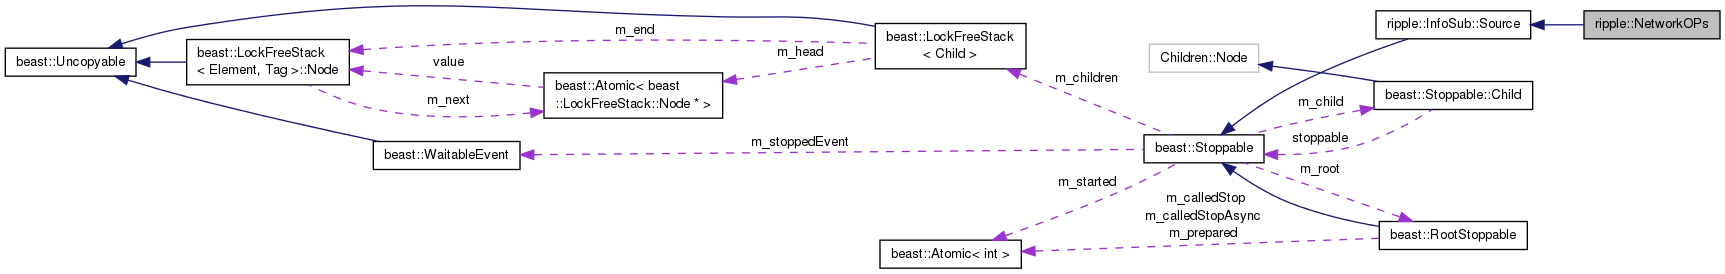 ripple::InfoSub::Source
ripple::NetworkOPs
m_end
beast::LockFreeStack
< Child >
beast::LockFreeStack
< Element, Tag >::Node
beast::Uncopyable
value
m_head
Children::Node
m_children
beast::Atomic< beast
::LockFreeStack::Node * >
m_next
beast::Stoppable::Child
m_child
stoppable
m_stoppedEvent
beast::WaitableEvent
beast::Stoppable
m_started
m_root
m_calledStop
m_calledStopAsync
m_prepared
beast::RootStoppable
beast::Atomic< int >